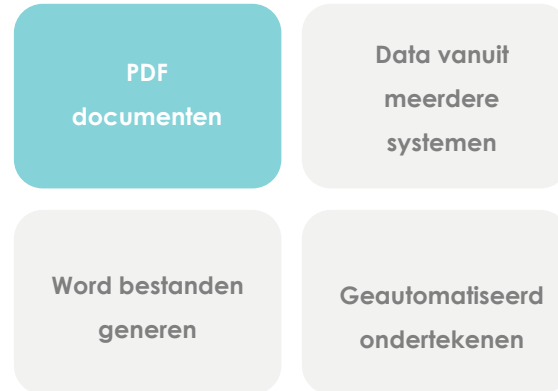 PDF
documenten
Data vanuit
meerdere
systemen
Word bestanden
generen
Geautomatiseerd
ondertekenen